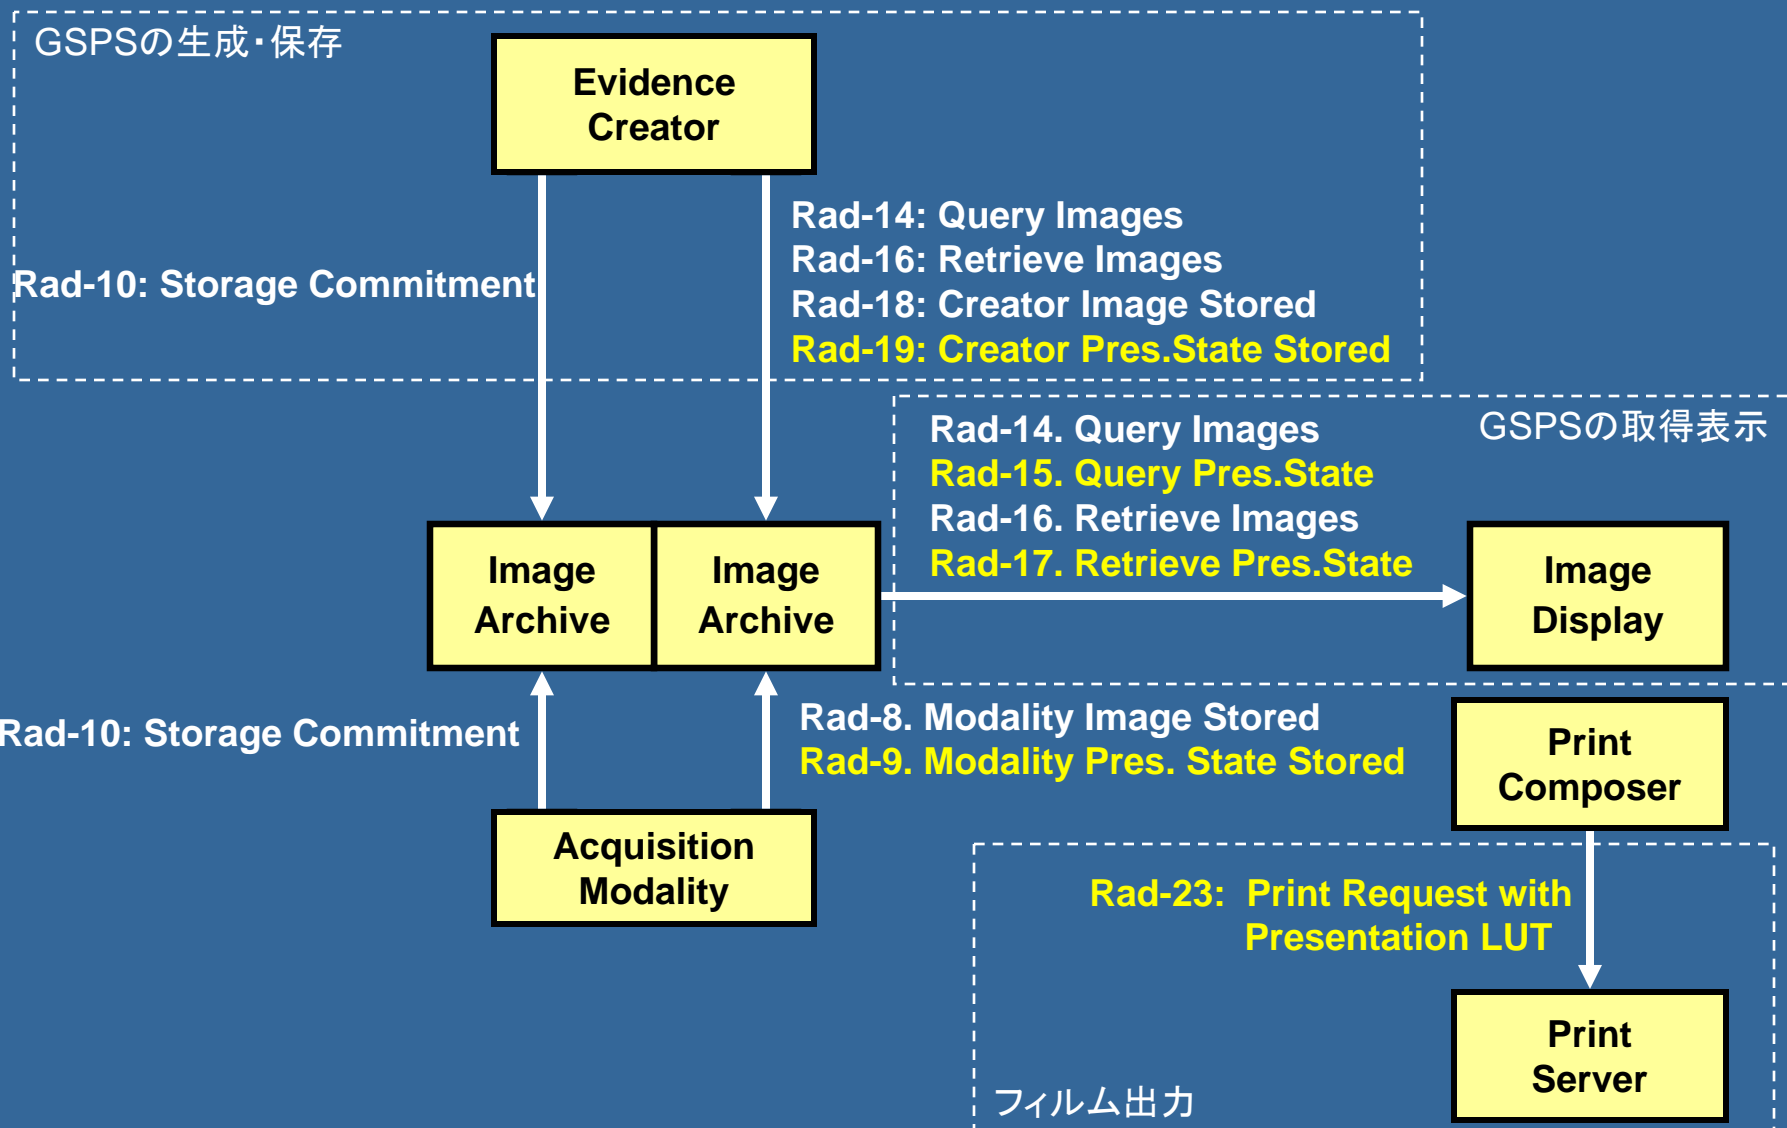 GSPSの生成・保存
Evidence
Creator
Rad-14: Query Images
Rad-16: Retrieve Images
Rad-18: Creator Image Stored
Rad-19: Creator Pres.State Stored
Rad-10: Storage Commitment
GSPSの取得表示
Rad-14. Query Images
Rad-15. Query Pres.State
Rad-16. Retrieve Images
Rad-17. Retrieve Pres.State
Image
Archive
Image
Archive
Image
Display
Rad-10: Storage Commitment
Rad-8. Modality Image Stored
Rad-9. Modality Pres. State Stored
Print
Composer
Acquisition
Modality
Rad-23: Print Request with
Presentation LUT
Print
Server
フィルム出力